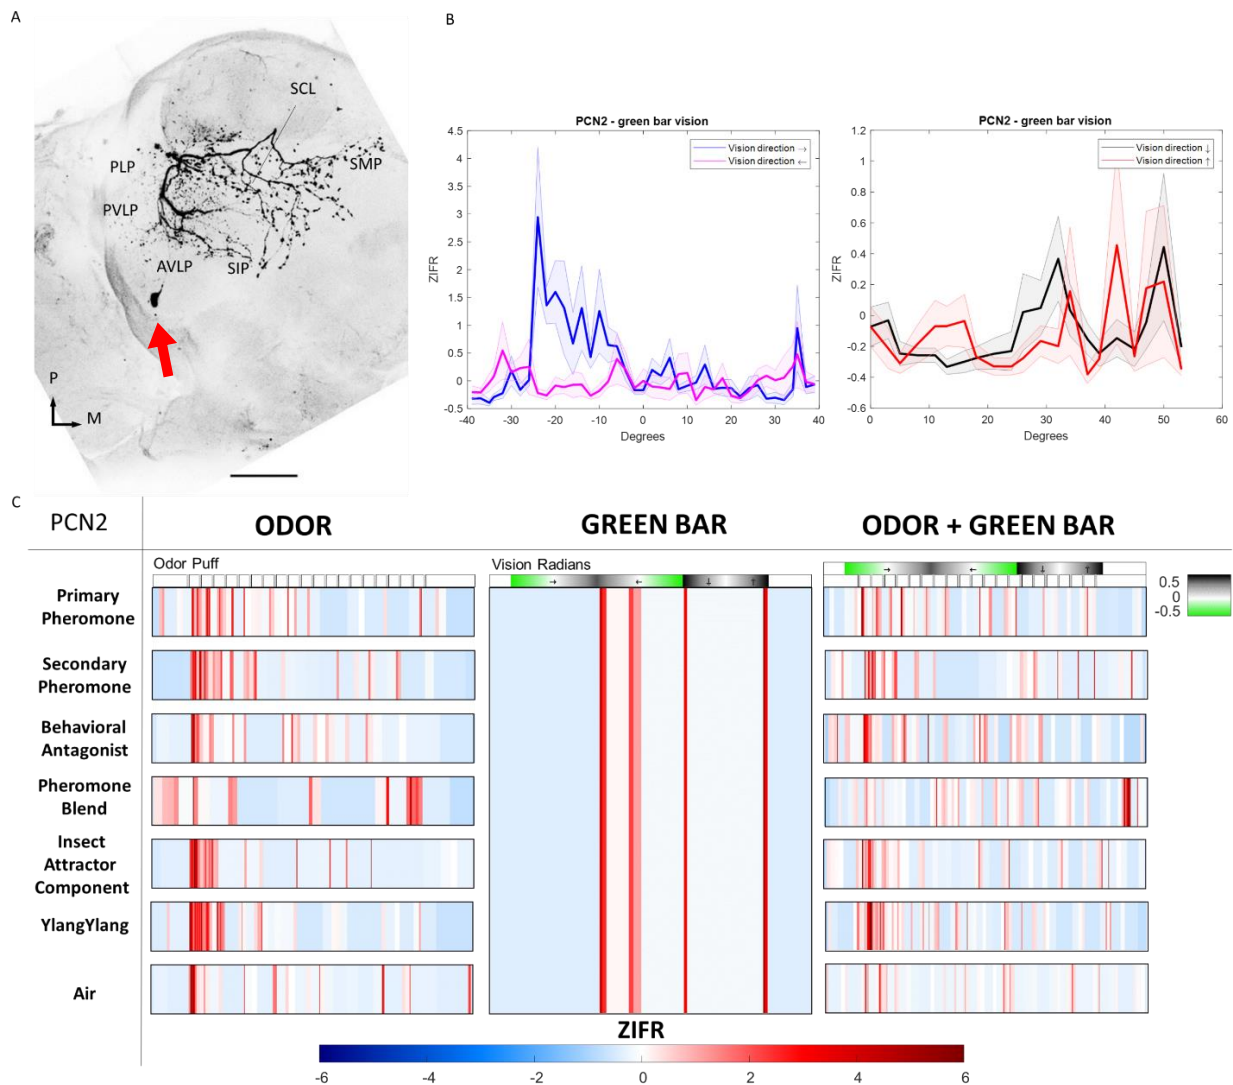 A
SCL
SMP
PLP
PVLP
AVLP
SIP
P
M
B
PCN2 - green bar vision
Vision direction →
Vision direction ←
4.5
4
3.5
3
2.5
2
1.5
1
0.5
0
-0.5
ZIFR
-40 -30 -20 -10 0 10 20 30 40
Degrees
PCN2 - green bar vision
Vision direction ↓
Vision direction ↑
1.2
1
0.8
0.6
0.4
0.2
0
-0.2
-0.4
-0.6
ZIFR
0 10 20 30 40 50 60
Degrees
C
PCN2 ODOR GREEN BAR ODOR + GREEN BAR
Odor Puff
Vision Radians
→ ← ↓ ↑
→ ← ↓ ↑
0.5
0
-0.5
Primary
Pheromone
Secondary
Pheromone
Behavioral
Antagonist
Pheromone
Blend
Insect
Attractor
Component
YlangYlang
Air
ZIFR
-6 -4 -2 0 2 4 6